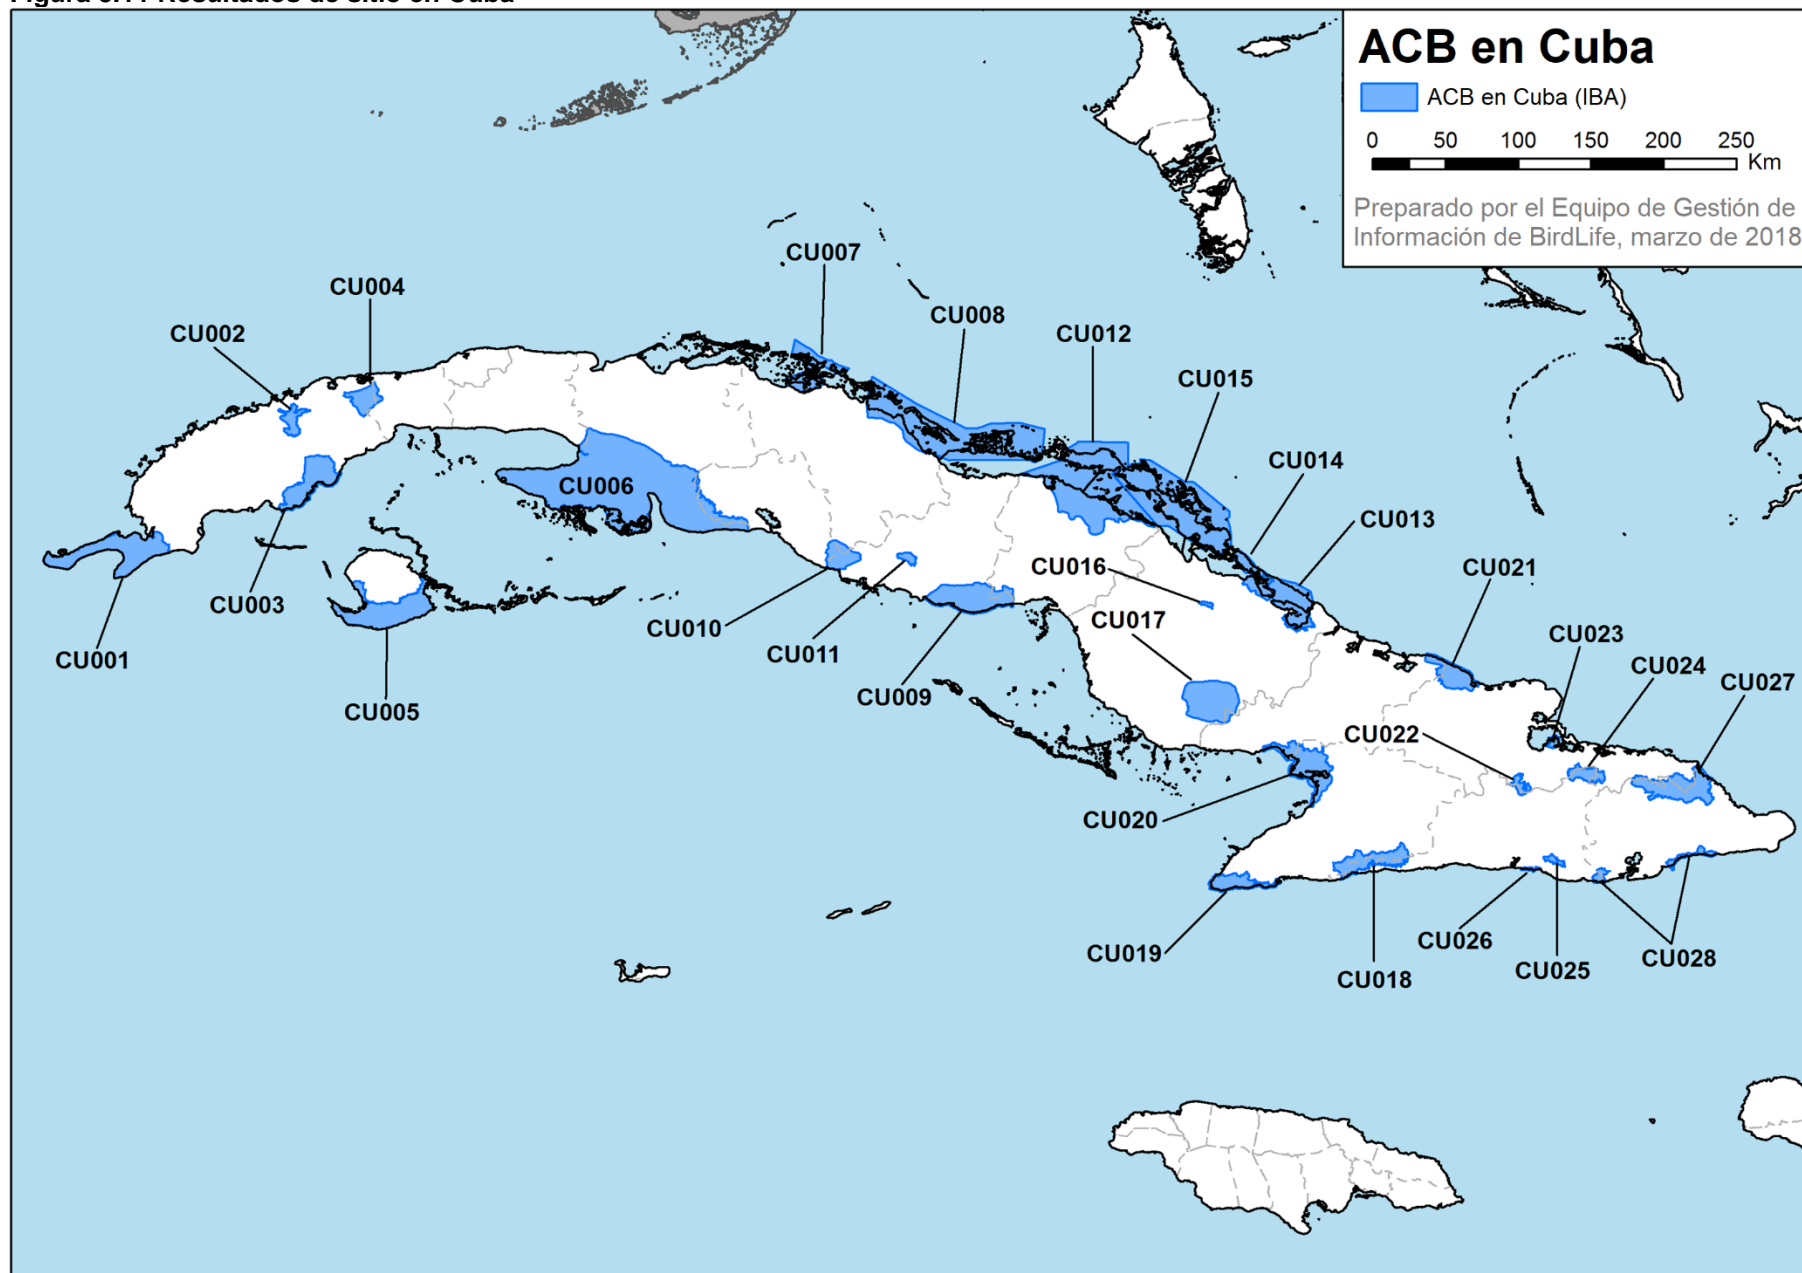 ACB en Cuba
ACB en Cuba (IBA)
0 50 100 150 200 250
Km
Preparado por el Equipo de Gestión de
Información de BirdLife, marzo de 2018
CU007
CU004
CU008
CU002
CU012
CU015
CU014
CU006
CU013
CU016
CU021
CU003
CU017
CU010
CU023
CU011
CU001
CU024
CU009
CU027
CU005
CU022
CU020
CU026
CU019
CU028
CU025
CU018